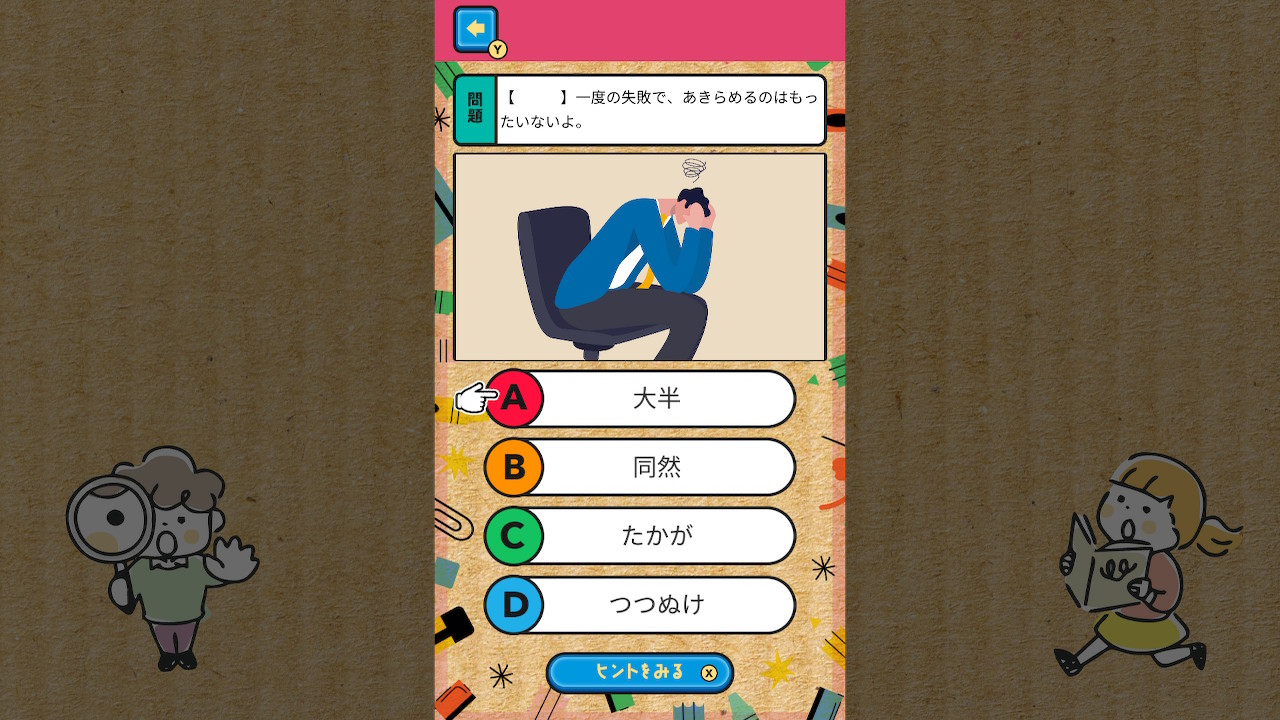 Y
問題
【　　　】一度の失敗で、あきらめるのはもっ
たいないよ。
A 大半
B 同然
C たかが
D つつぬけ
ヒントをみる X